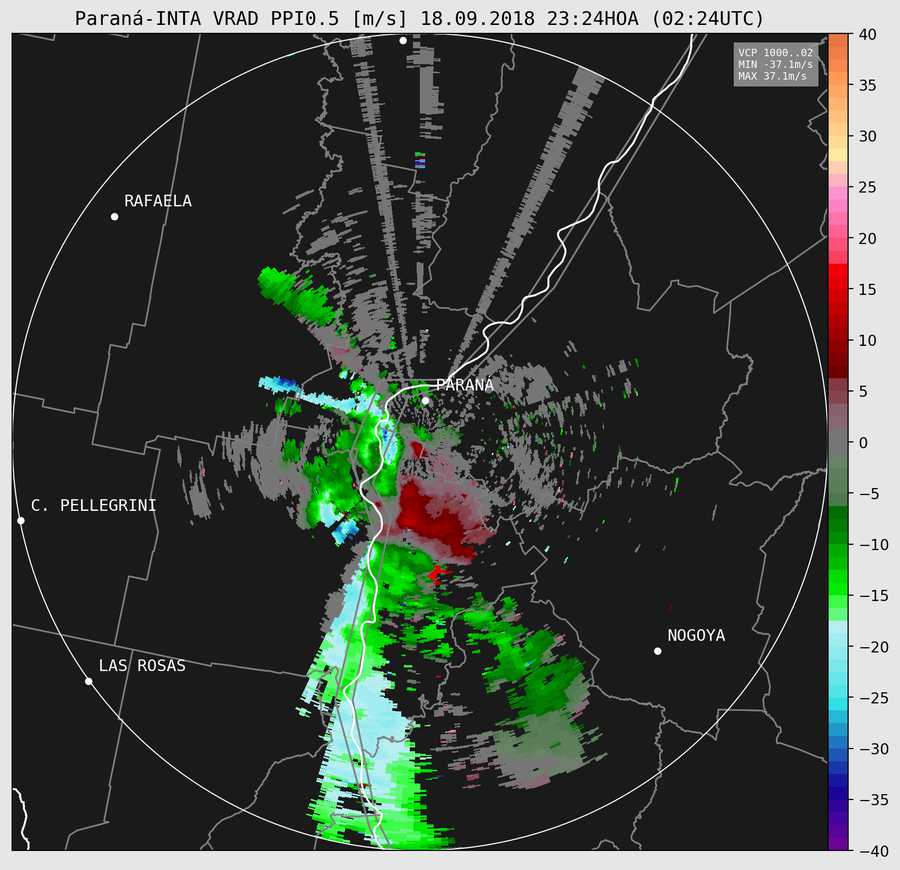 Paraná-INTA VRAD PPI0.5 [m/s] 18.09.2018 23:24HOA (02:24UTC)
VCP 1000..02
MIN -37.1m/s
MAX 37.1m/s
RAFAELA
PARANA
C. PELLEGRINI
NOGOYA
LAS ROSAS
40
35
30
25
20
15
10
5
0
−5
−10
−15
−20
−25
−30
−35
−40